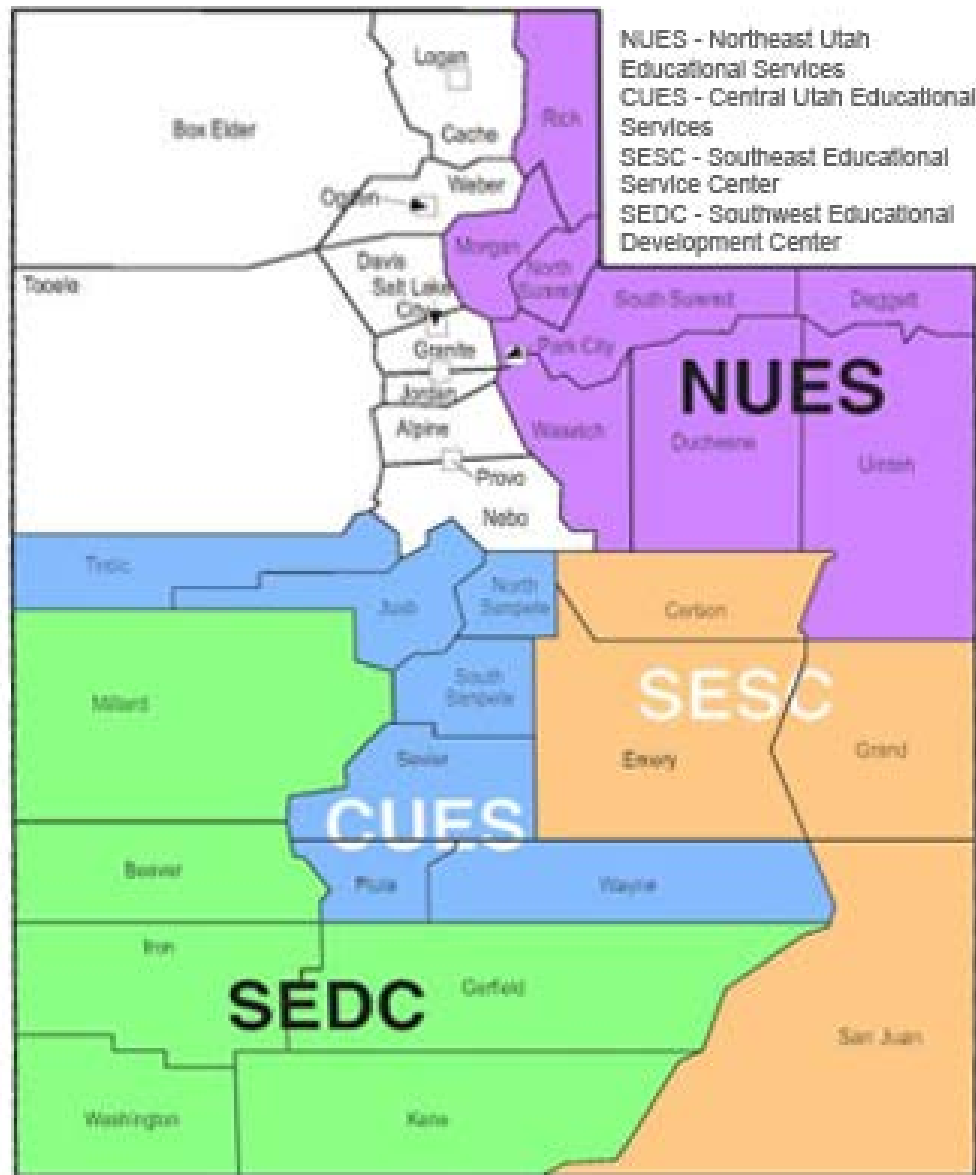 NUES - Northeast Utah
Educational Services
CUES - Central Utah Educational
Services
SESC - Southeast Educational
Service Center
SEDC - Southwest Educational
Development Center
Logan
Rich
Box Elder
Cache
Weber
Ogden
Morgan
Davis
North
Summit
Tooele
Salt Lake
City
South Summit
Daggett
Granite
Park City
Jordan
NUES
Alpine
Wasatch
Duchesne
Uintah
Provo
Nebo
Tintic
Juab
North
Sanpete
Carbon
South
Sanpete
SESC
Millard
Sevier
Emery
Grand
CUES
Beaver
Piute
Wayne
Iron
SEDC
Garfield
San Juan
Washington
Kane